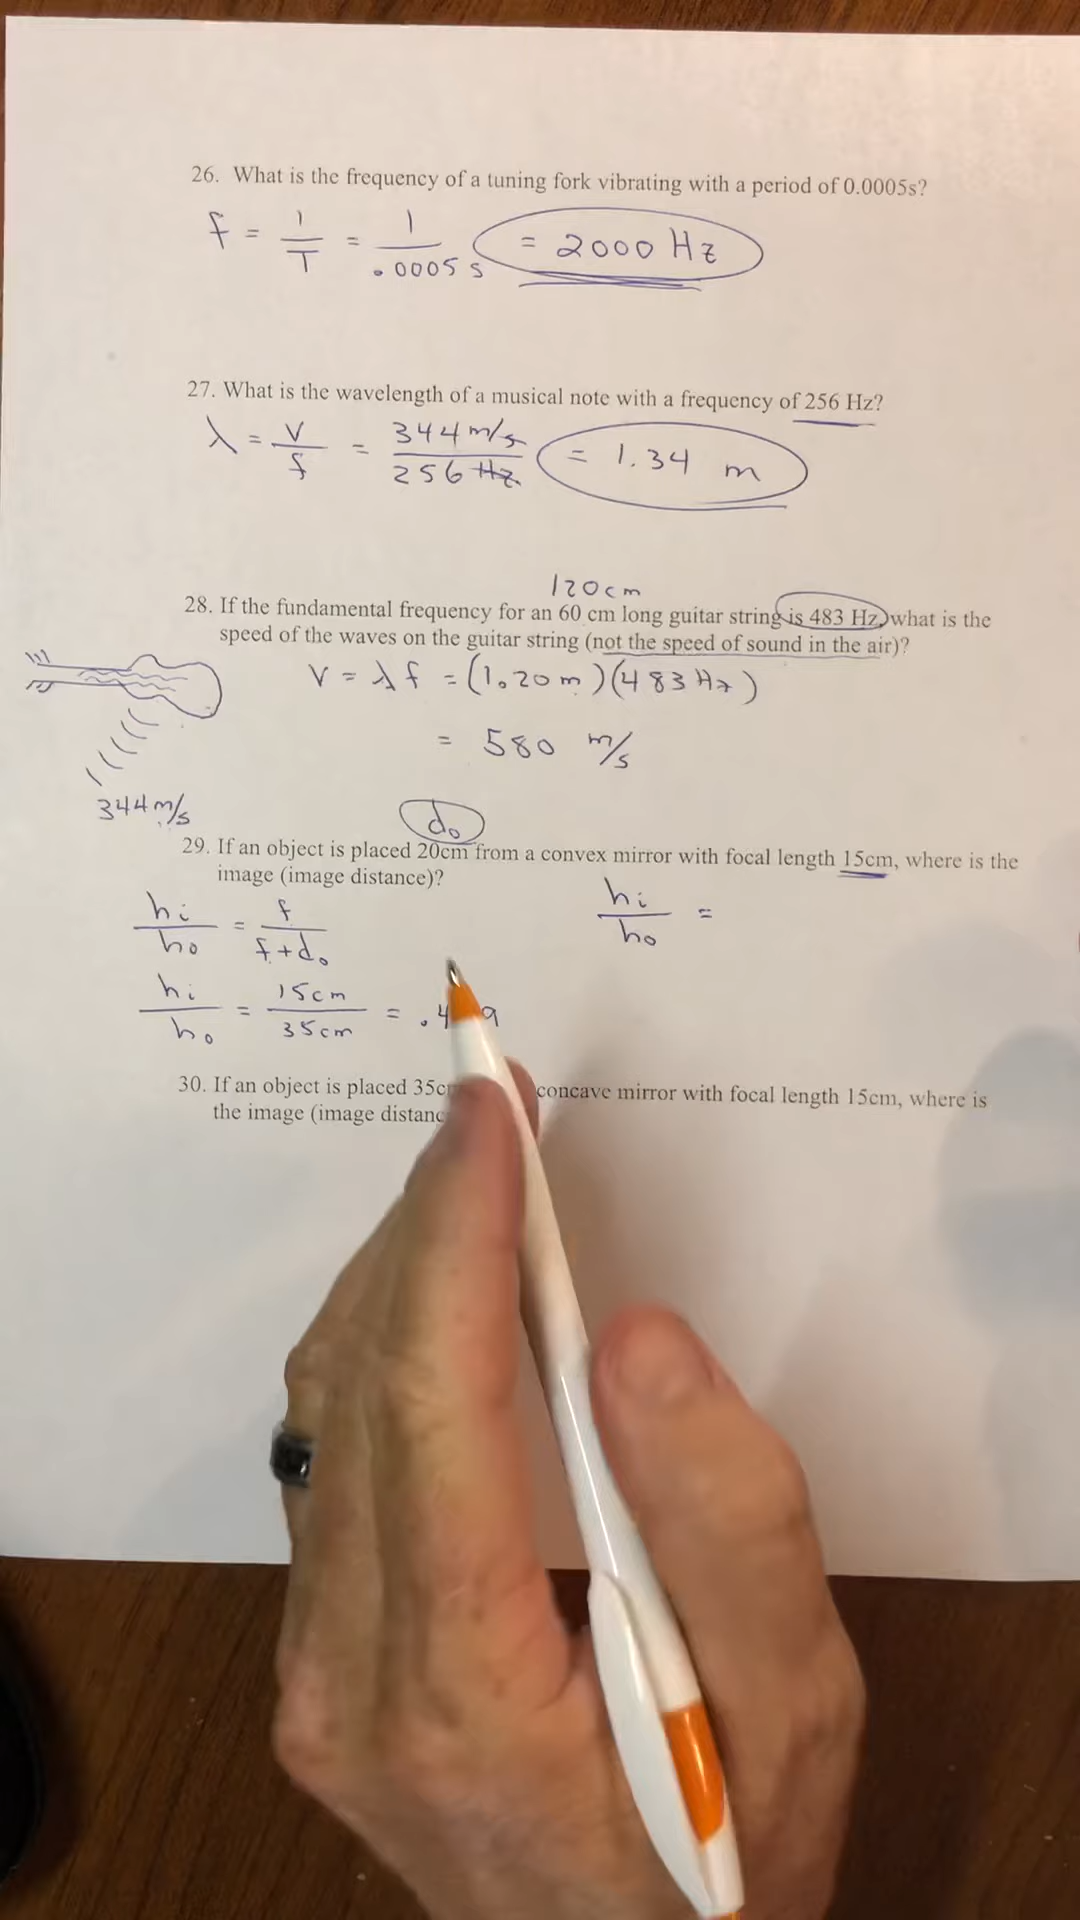 26. What is the frequency of a tuning fork vibrating with a period of 0.0005s?
f = 1/T = 1/.0005 s = 2000 Hz
27. What is the wavelength of a musical note with a frequency of 256 Hz?
λ = v/f = 344 m/s / 256 Hz = 1.34 m
120cm
28. If the fundamental frequency for an 60 cm long guitar string is 483 Hz, what is the
speed of the waves on the guitar string (not the speed of sound in the air)?
v = λf = (1.20m)(483Hz)
= 580 m/s
344m/s
do
29. If an object is placed 20cm from a convex mirror with focal length 15cm, where is the
image (image distance)?
hi/ho = f/f+do
hi/ho =
hi/ho = 15cm/35cm = .4
30. If an object is placed 35c concave mirror with focal length 15cm, where is
the image (image distanc